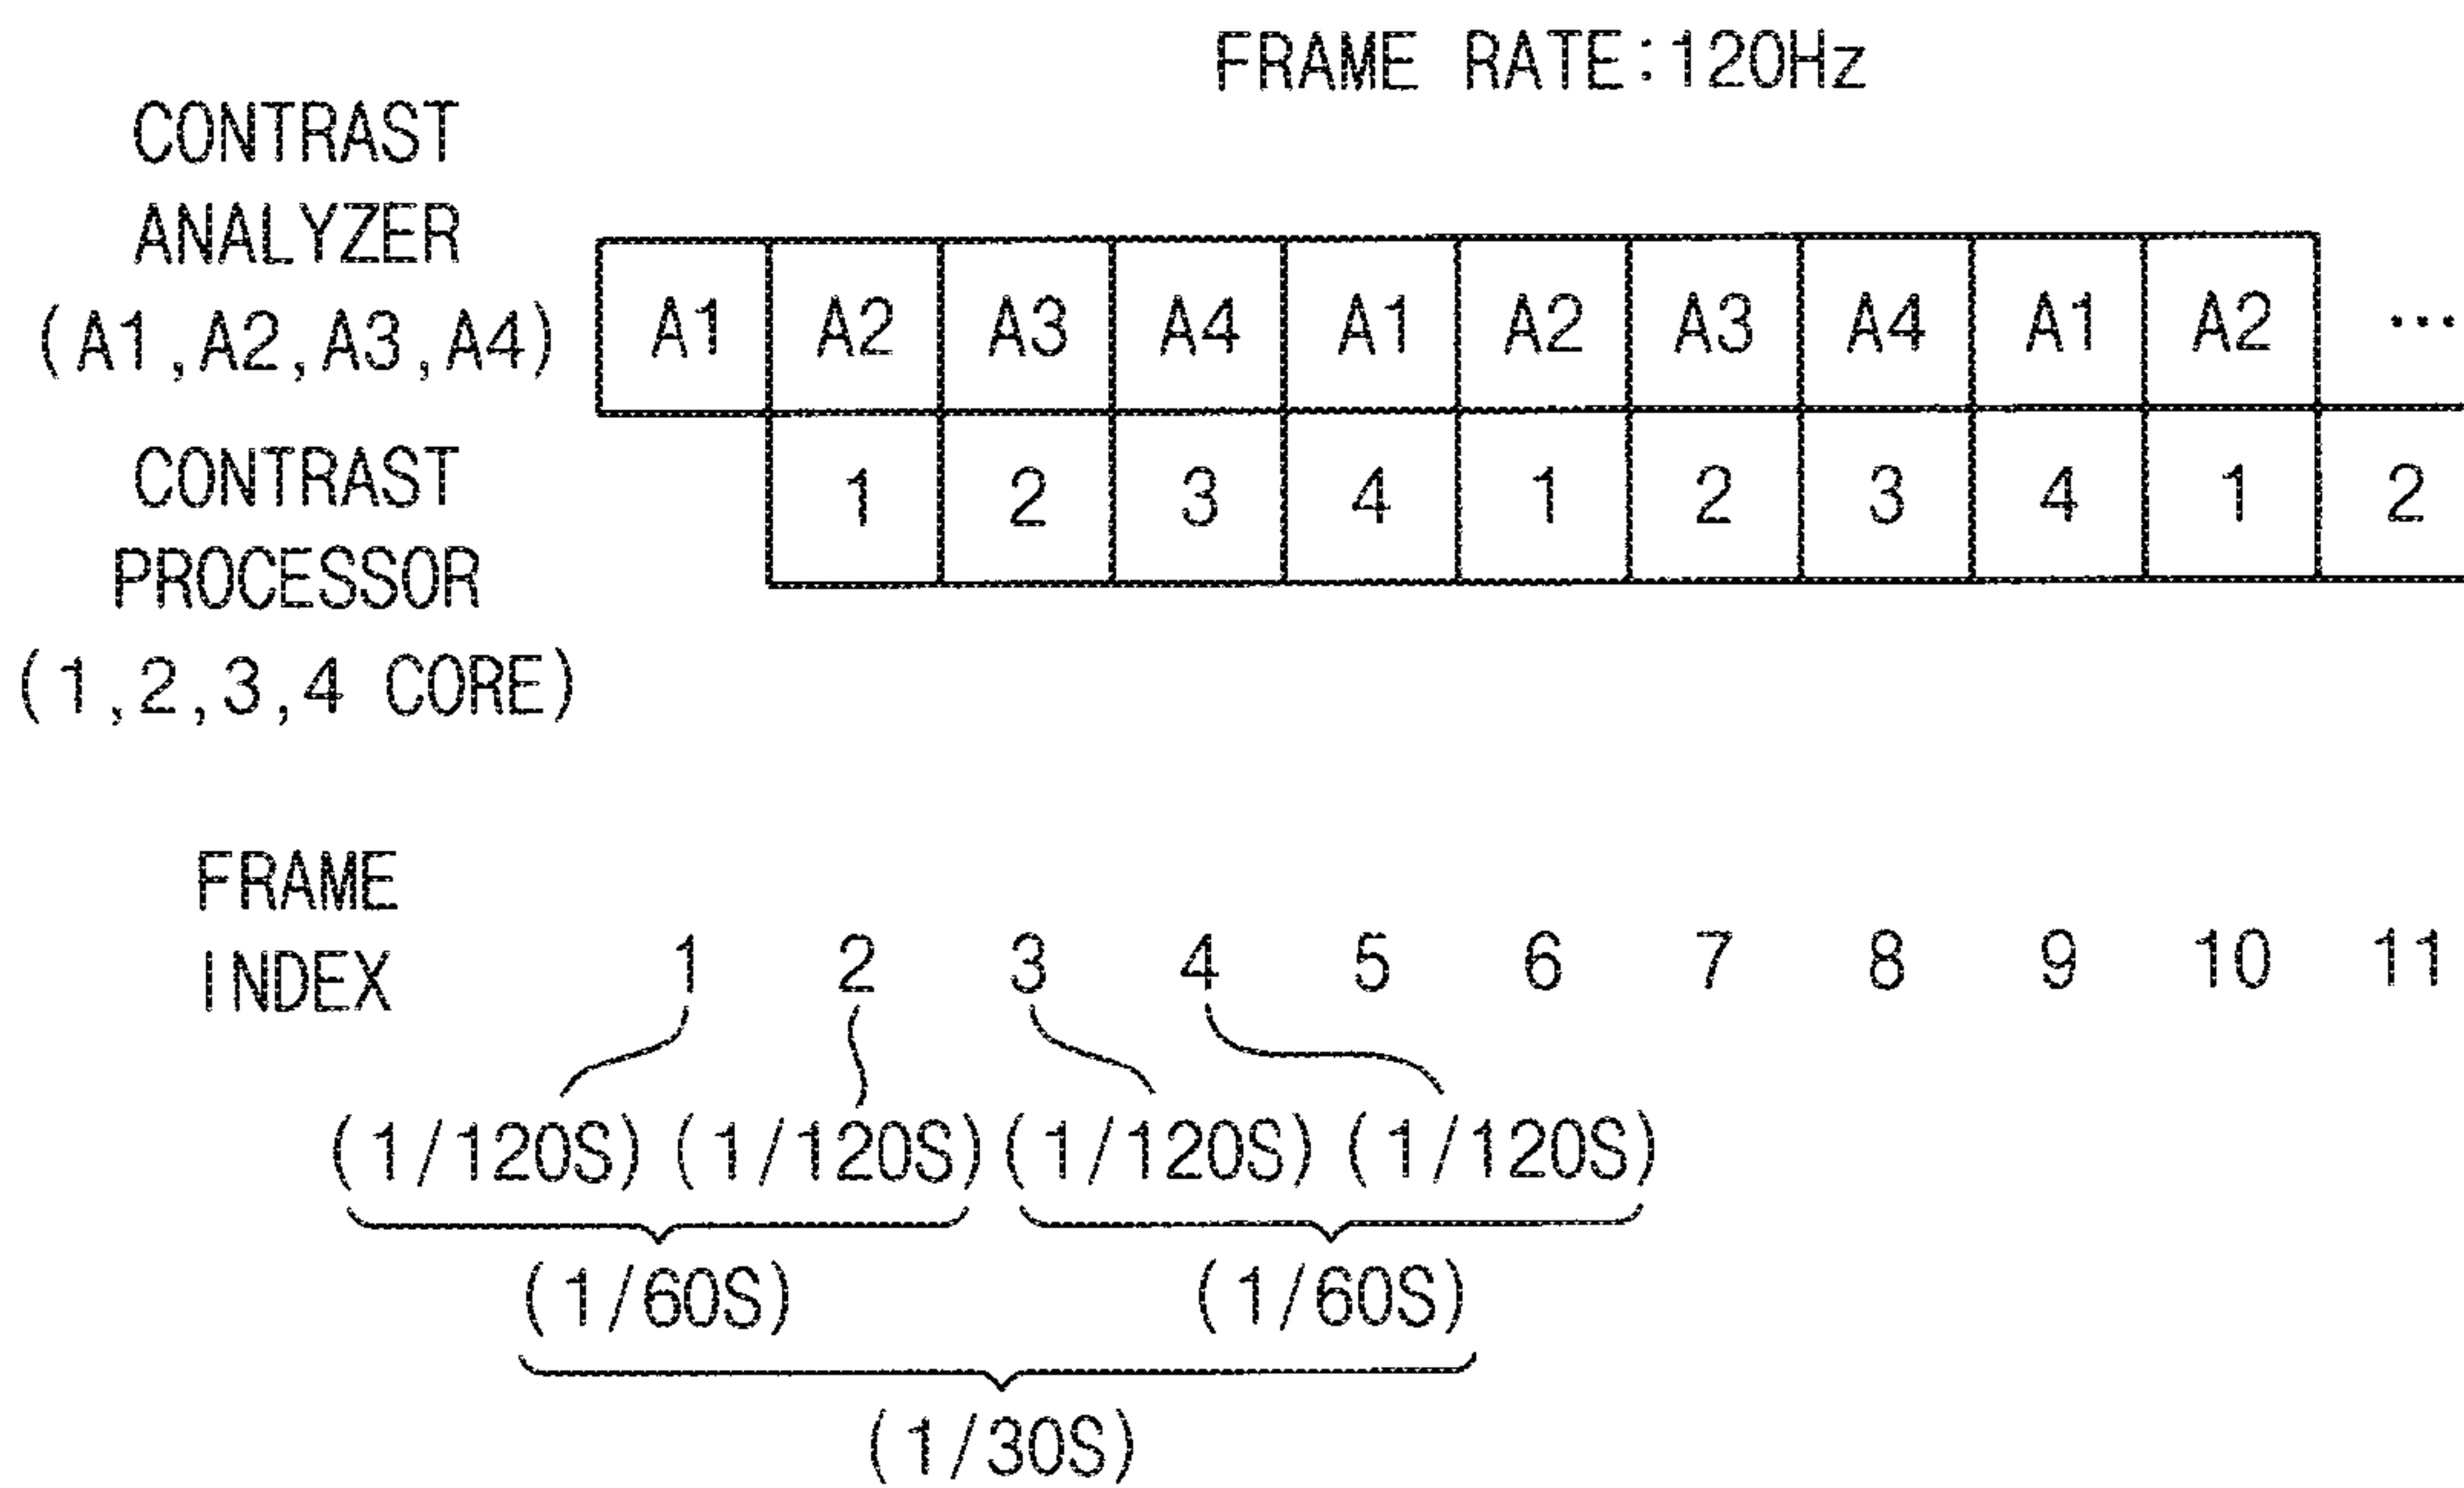 FRAME RATE:120Hz
CONTRAST
ANALYZER
(A1,A2,A3,A4)
A1 A2 A3 A4 A1 A2 A3 A4 A1 A2 ...
CONTRAST
PROCESSOR
(1,2,3,4 CORE)
1 2 3 4 1 2 3 4 1 2
FRAME
INDEX
1 2 3 4 5 6 7 8 9 10 11
(1/120S) (1/120S) (1/120S) (1/120S)
(1/60S) (1/60S)
(1/30S)